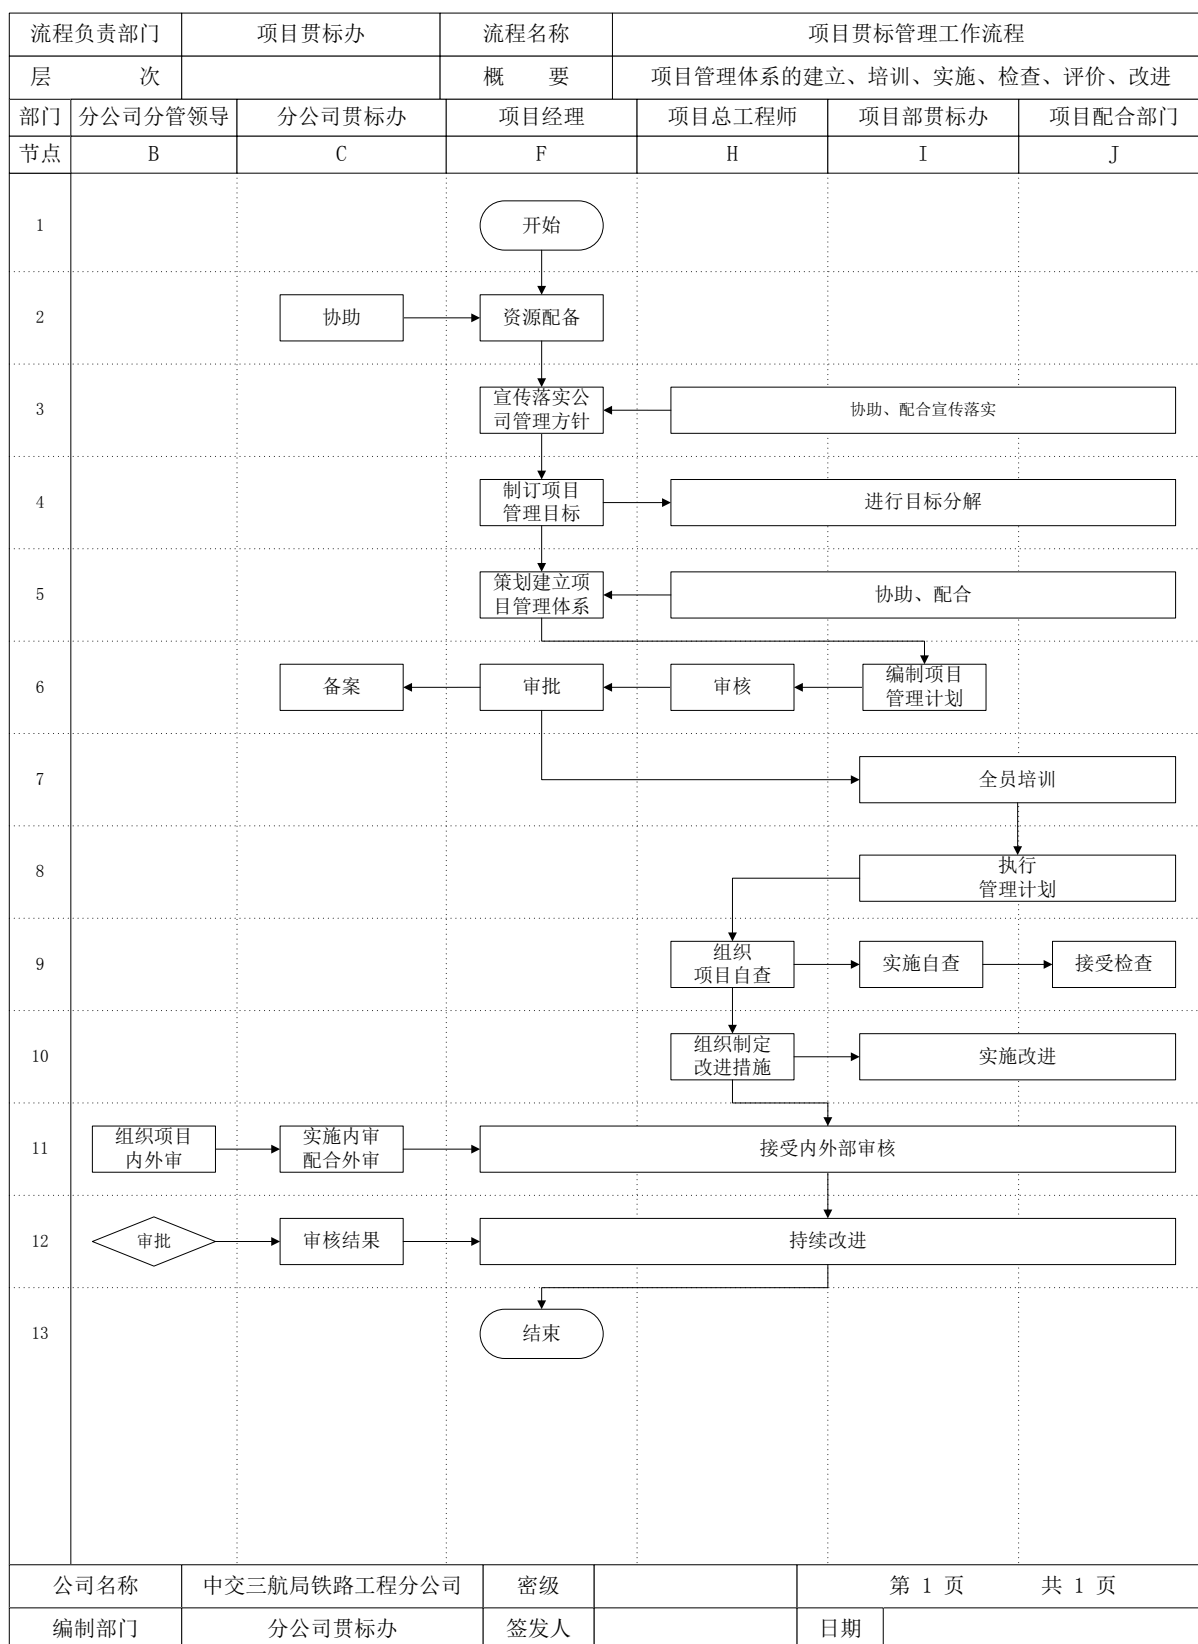 流程负责部门 项目贯标办 流程名称 项目贯标管理工作流程
层 次 概 要 项目管理体系的建立、培训、实施、检查、评价、改进
部门 分公司分管领导 分公司贯标办 项目经理 项目总工程师 项目部贯标办 项目配合部门
节点 B C F H I J
1 开始
2 协助 资源配备
3 宣传落实公
司管理方针 协助、配合宣传落实
4 制订项目
管理目标 进行目标分解
5 策划建立项
目管理体系 协助、配合
6 备案 审批 审核 编制项目
管理计划
7 全员培训
8 执行
管理计划
9 组织
项目自查 实施自查 接受检查
10 组织制定
改进措施 实施改进
11 组织项目
内外审 实施内审
配合外审 接受内外部审核
12 审批 审核结果 持续改进
13 结束
公司名称 中交三航局铁路工程分公司 密级 第 1 页 共 1 页
编制部门 分公司贯标办 签发人 日期